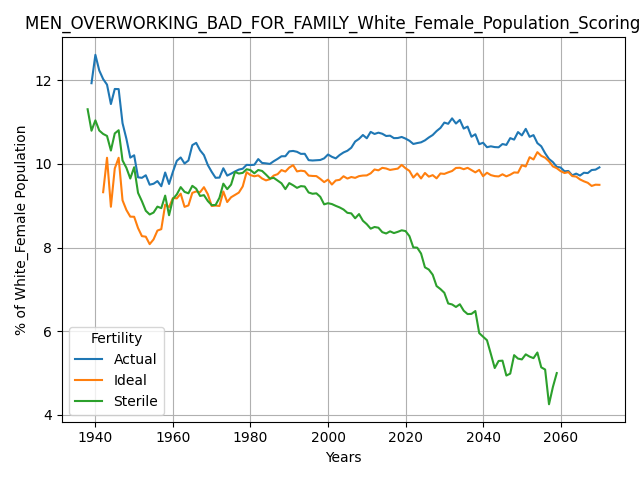 MEN_OVERWORKING_BAD_FOR_FAMILY_White_Female_Population_Scoring
% of White_Female Population
12
10
8
6
4
Fertility
Actual
Ideal
Sterile
1940 1960 1980 2000 2020 2040 2060
Years